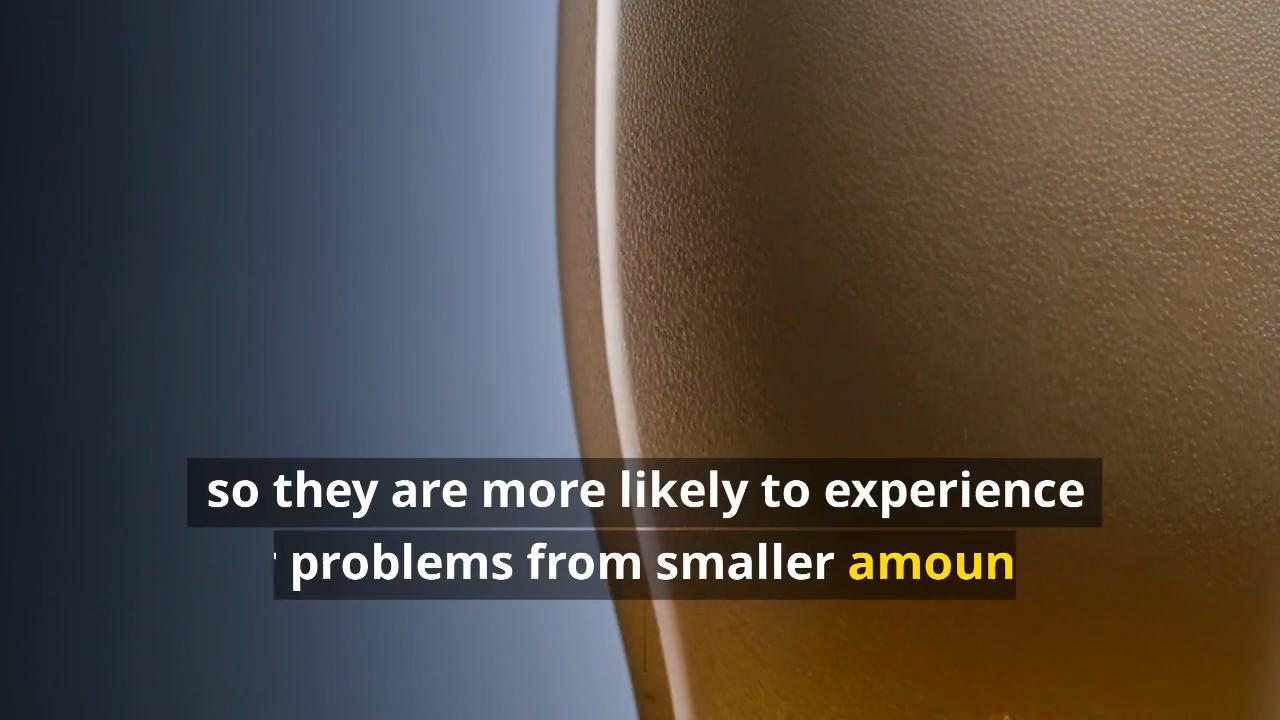 so they are more likely to experience
problems from smaller amoun